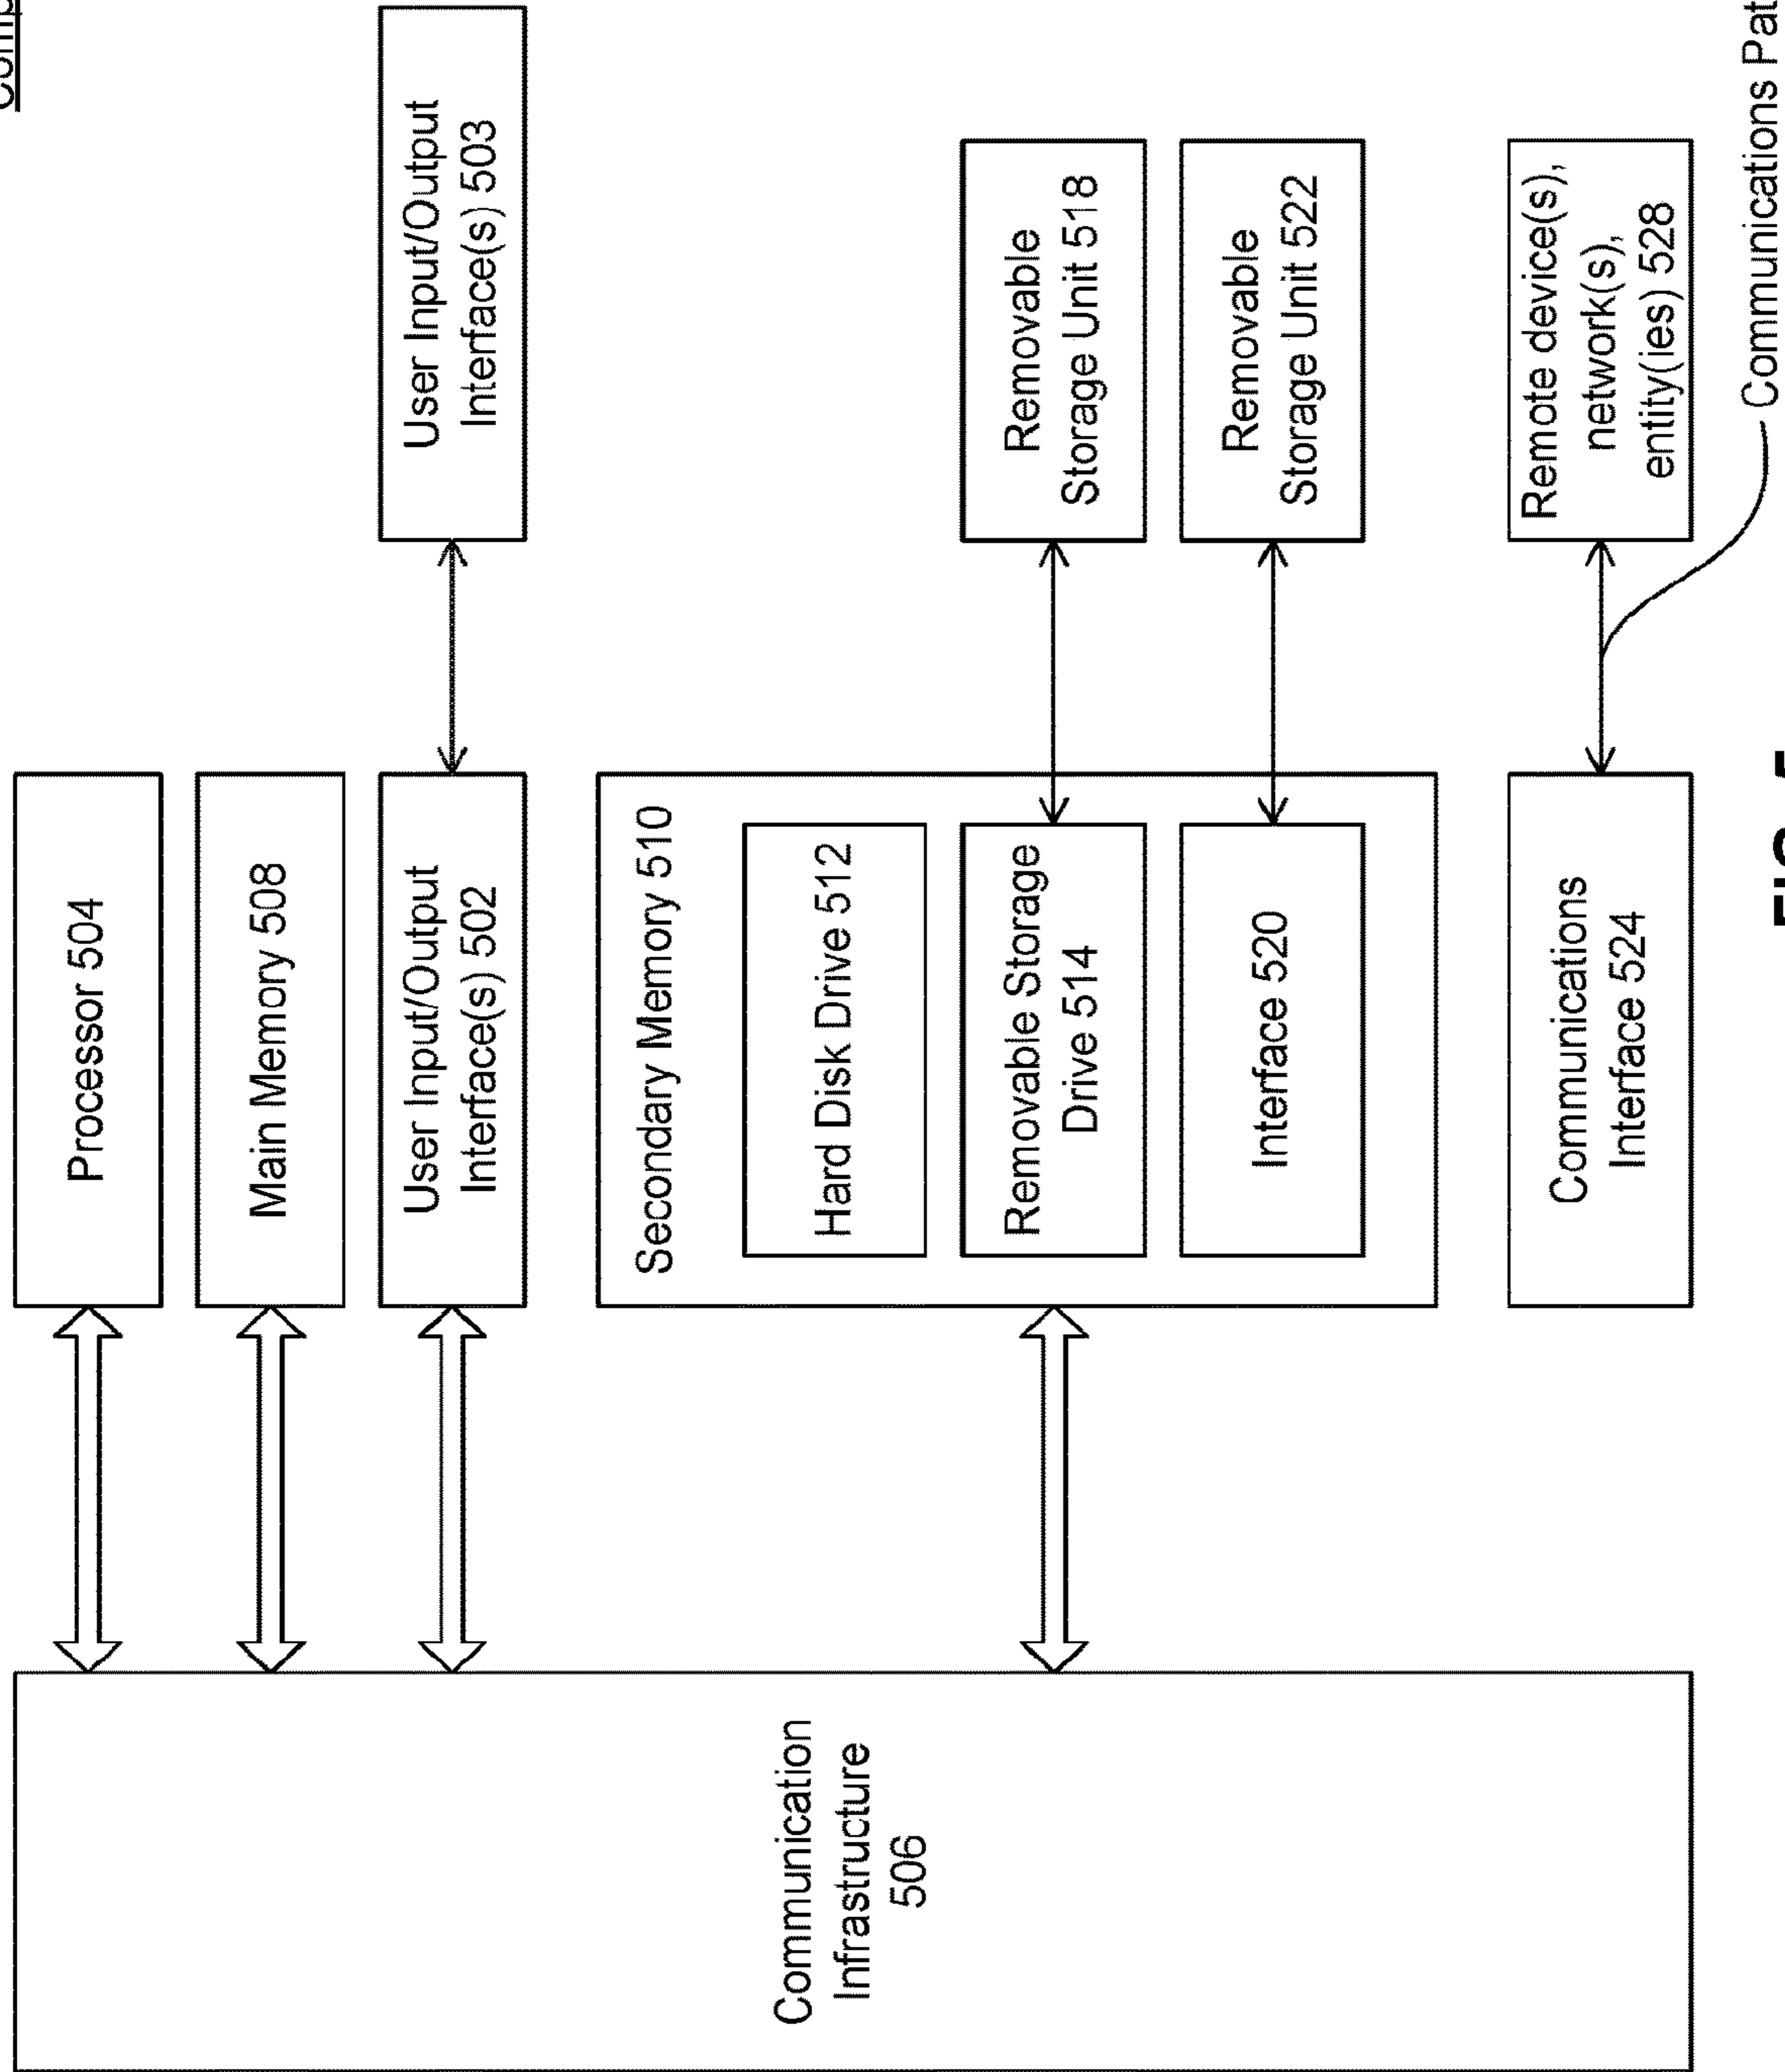 Processor 504
Main Memory 508
User Input/Output
Interface(s) 502
User Input/Output
Interface(s) 503
Communication
Infrastructure
506
Secondary Memory 510
Hard Disk Drive 512
Removable Storage
Drive 514
Removable
Storage Unit 518
Interface 520
Removable
Storage Unit 522
Communications
Interface 524
Remote device(s),
network(s),
entity(ies) 528
Communications Pat